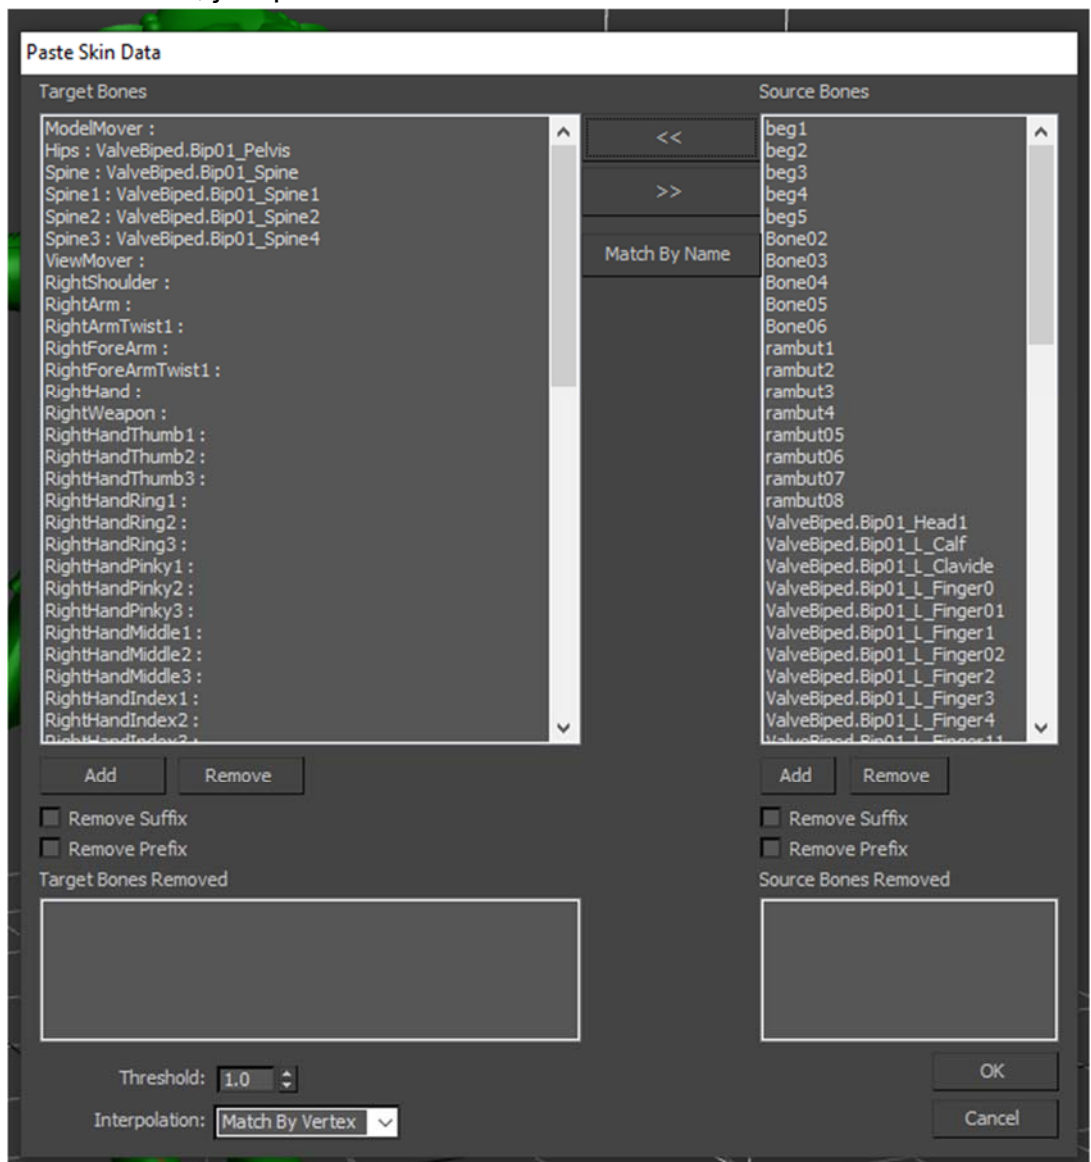 Paste Skin Data
Target Bones
ModelMover :
Hips : ValveBiped.Bip01_Pelvis
Spine : ValveBiped.Bip01_Spine
Spine1 : ValveBiped.Bip01_Spine1
Spine2 : ValveBiped.Bip01_Spine2
Spine3 : ValveBiped.Bip01_Spine4
ViewMover :
RightShoulder :
RightArm :
RightArmTwist1 :
RightForeArm :
RightForeArmTwist1 :
RightHand :
RightWeapon :
RightHandThumb1 :
RightHandThumb2 :
RightHandThumb3 :
RightHandRing1 :
RightHandRing2 :
RightHandRing3 :
RightHandPinky1 :
RightHandPinky2 :
RightHandPinky3 :
RightHandMiddle1 :
RightHandMiddle2 :
RightHandMiddle3 :
RightHandIndex1 :
RightHandIndex2 :
RightHandIndex3 :
<<
>>
Match By Name
Source Bones
beg1
beg2
beg3
beg4
beg5
Bone02
Bone03
Bone04
Bone05
Bone06
rambut1
rambut2
rambut3
rambut4
rambut05
rambut06
rambut07
rambut08
ValveBiped.Bip01_Head1
ValveBiped.Bip01_L_Calf
ValveBiped.Bip01_L_Clavicle
ValveBiped.Bip01_L_Finger0
ValveBiped.Bip01_L_Finger01
ValveBiped.Bip01_L_Finger1
ValveBiped.Bip01_L_Finger02
ValveBiped.Bip01_L_Finger2
ValveBiped.Bip01_L_Finger3
ValveBiped.Bip01_L_Finger4
ValveBiped.Bip01_L_Finger11
Add Remove
Remove Suffix
Remove Prefix
Target Bones Removed
Add Remove
Remove Suffix
Remove Prefix
Source Bones Removed
Threshold: 1.0
Interpolation: Match By Vertex
OK
Cancel